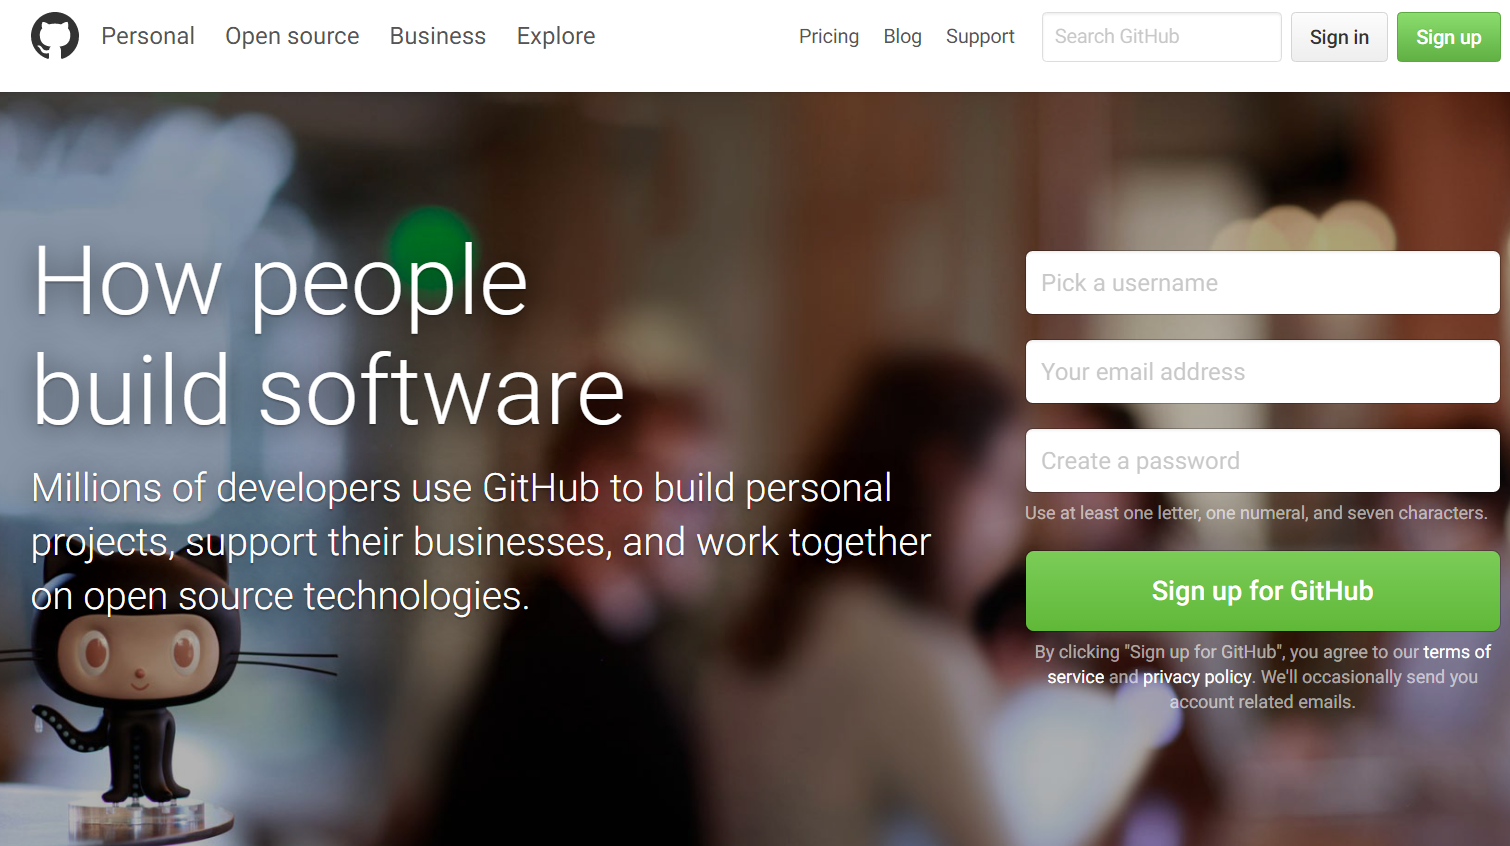 Personal Open source Business Explore Pricing Blog Support Search GitHub Sign in Sign up
How people
build software
Millions of developers use GitHub to build personal
projects, support their businesses, and work together
on open source technologies.
Pick a username
Your email address
Create a password
Use at least one letter, one numeral, and seven characters.
Sign up for GitHub
By clicking "Sign up for GitHub", you agree to our terms of
service and privacy policy. We'll occasionally send you
account related emails.